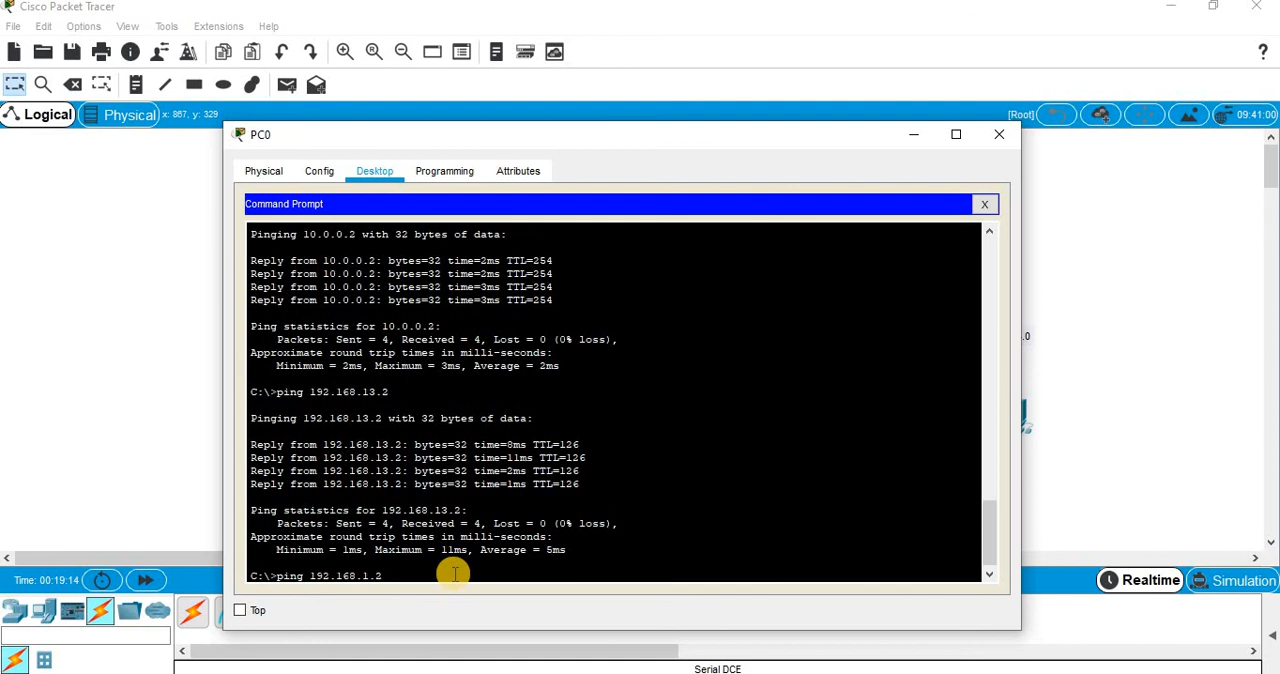 Cisco Packet Tracer
File Edit Options View Tools Extensions Help
?
Logical Physical x: 867, y: 329 [Root] 09:41:00
PC0
Physical Config Desktop Programming Attributes
Command Prompt X
Pinging 10.0.0.2 with 32 bytes of data:
Reply from 10.0.0.2: bytes=32 time=2ms TTL=254
Reply from 10.0.0.2: bytes=32 time=2ms TTL=254
Reply from 10.0.0.2: bytes=32 time=3ms TTL=254
Reply from 10.0.0.2: bytes=32 time=3ms TTL=254
Ping statistics for 10.0.0.2:
Packets: Sent = 4, Received = 4, Lost = 0 (0% loss),
Approximate round trip times in milli-seconds:
Minimum = 2ms, Maximum = 3ms, Average = 2ms
C:\>ping 192.168.13.2
Pinging 192.168.13.2 with 32 bytes of data:
Reply from 192.168.13.2: bytes=32 time=8ms TTL=126
Reply from 192.168.13.2: bytes=32 time=11ms TTL=126
Reply from 192.168.13.2: bytes=32 time=2ms TTL=126
Reply from 192.168.13.2: bytes=32 time=1ms TTL=126
Ping statistics for 192.168.13.2:
Packets: Sent = 4, Received = 4, Lost = 0 (0% loss),
Approximate round trip times in milli-seconds:
Minimum = 1ms, Maximum = 11ms, Average = 5ms
C:\>ping 192.168.1.2
.0
Top
Time: 00:19:14 Realtime Simulation
Serial DCE